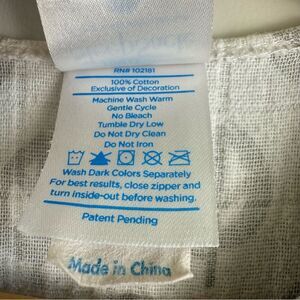 RN# 102181
100% Cotton
Exclusive of Decoration
Machine Wash Warm
Gentle Cycle
No Bleach
Tumble Dry Low
Do Not Dry Clean
Do Not Iron
Wash Dark Colors Separately
For best results, close zipper and
turn inside-out before washing.
Patent Pending
Made in China